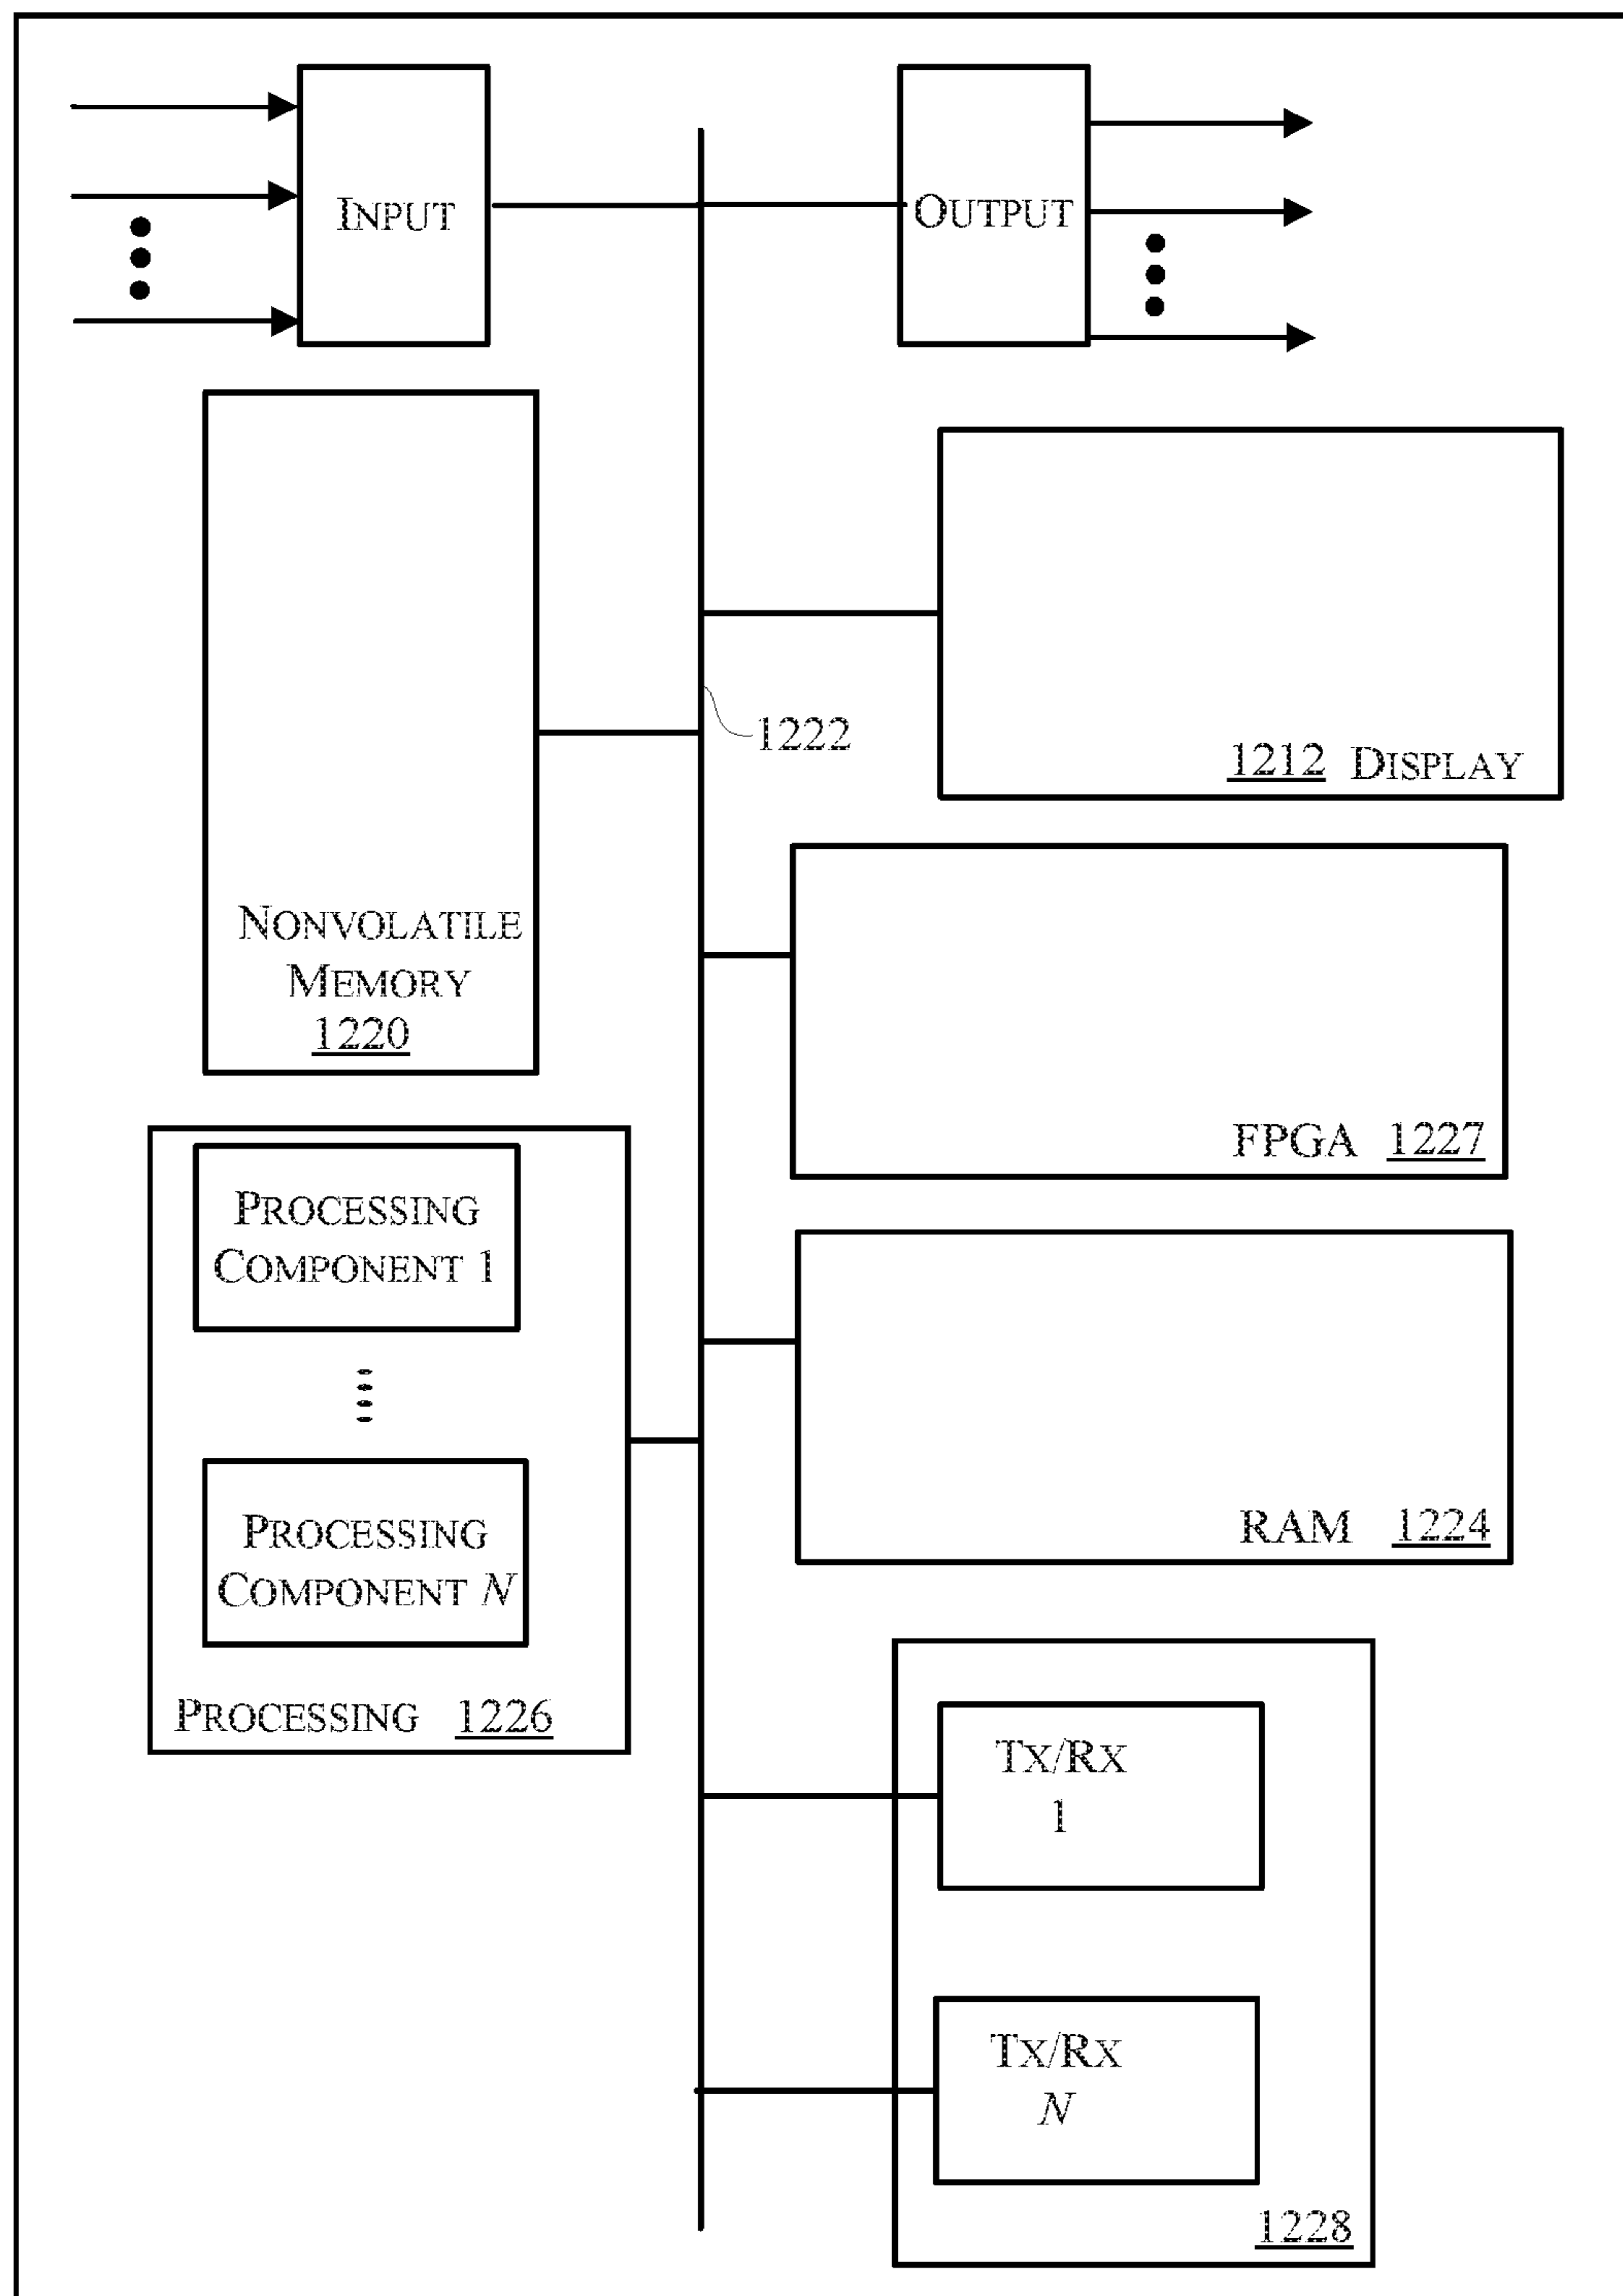 INPUT
OUTPUT
1222
1212 DISPLAY
NONVOLATILE
MEMORY
1220
FPGA 1227
PROCESSING
COMPONENT 1
PROCESSING
COMPONENT N
PROCESSING 1226
RAM 1224
TX/RX
1
TX/RX
N
1228